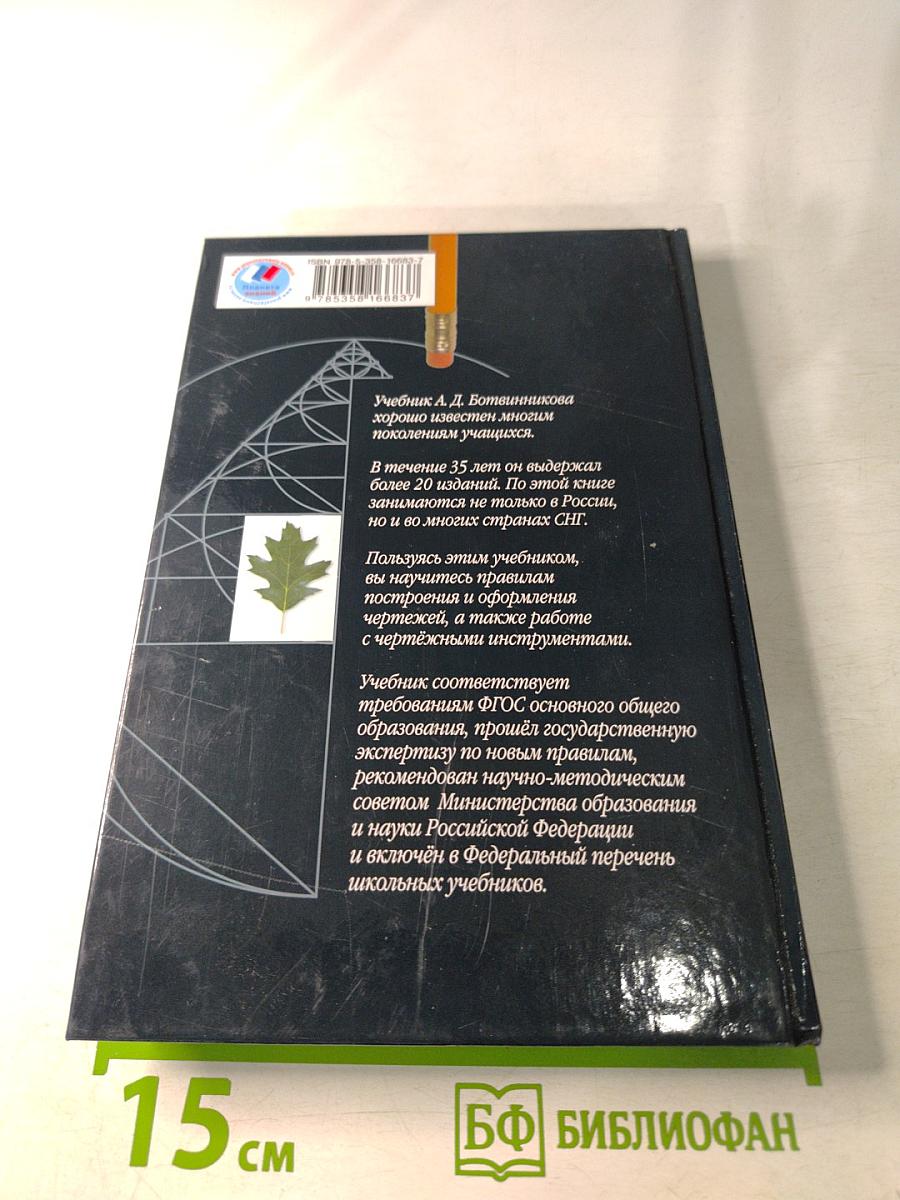 ISBN 978-5-358-16683-7
Планета
знаний
9 785358 166837
Учебник А. Д. Ботвинникова
хорошо известен многим
поколениям учащихся.
В течение 35 лет он выдержал
более 20 изданий. По этой книге
занимаются не только в России,
но и во многих странах СНГ.
Пользуясь этим учебником,
вы научитесь правилам
построения и оформления
чертежей, а также работе
с чертёжными инструментами.
Учебник соответствует
требованиям ФГОС основного общего
образования, прошёл государственную
экспертизу по новым правилам,
рекомендован научно-методическим
советом Министерства образования
и науки Российской Федерации
и включён в Федеральный перечень
школьных учебников.
15 см
БФ БИБЛИОФАН